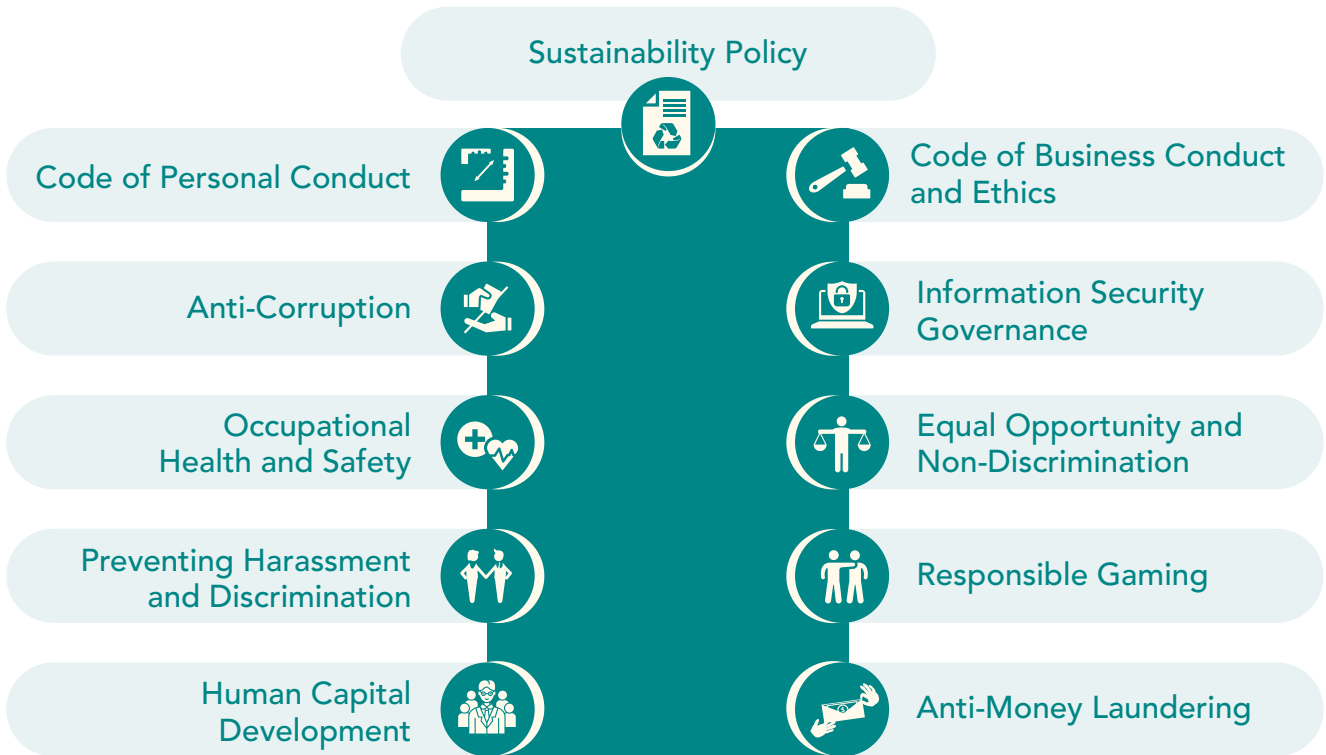 Sustainability Policy
Code of Personal Conduct
Code of Business Conduct
and Ethics
Anti-Corruption
Information Security
Governance
Occupational
Health and Safety
Equal Opportunity and
Non-Discrimination
Preventing Harassment
and Discrimination
Responsible Gaming
Human Capital
Development
Anti-Money Laundering